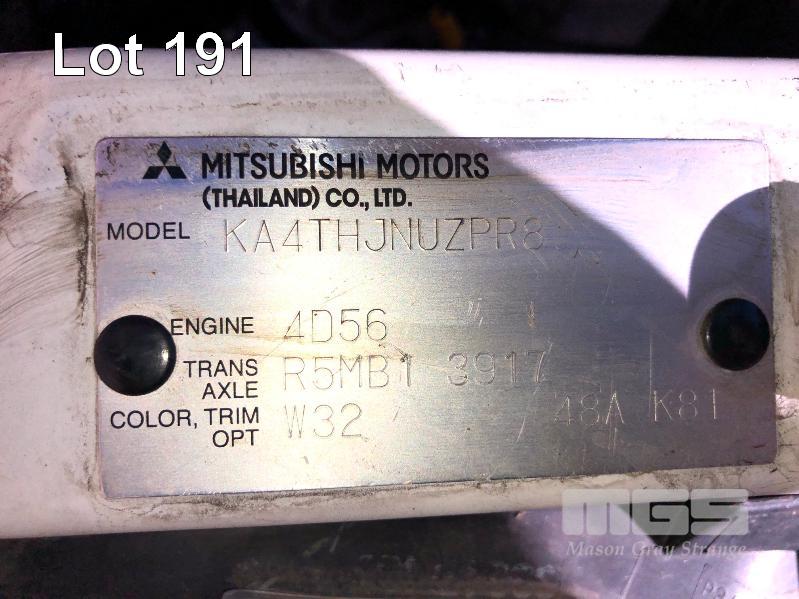 Lot 191
MITSUBISHI MOTORS
(THAILAND) CO., LTD.
MODEL KA4THJNUZPR8
ENGINE 4D56
TRANS AXLE R5MB1 3917
COLOR, TRIM OPT W32 48A K81
MGS
Mason Gray Strange